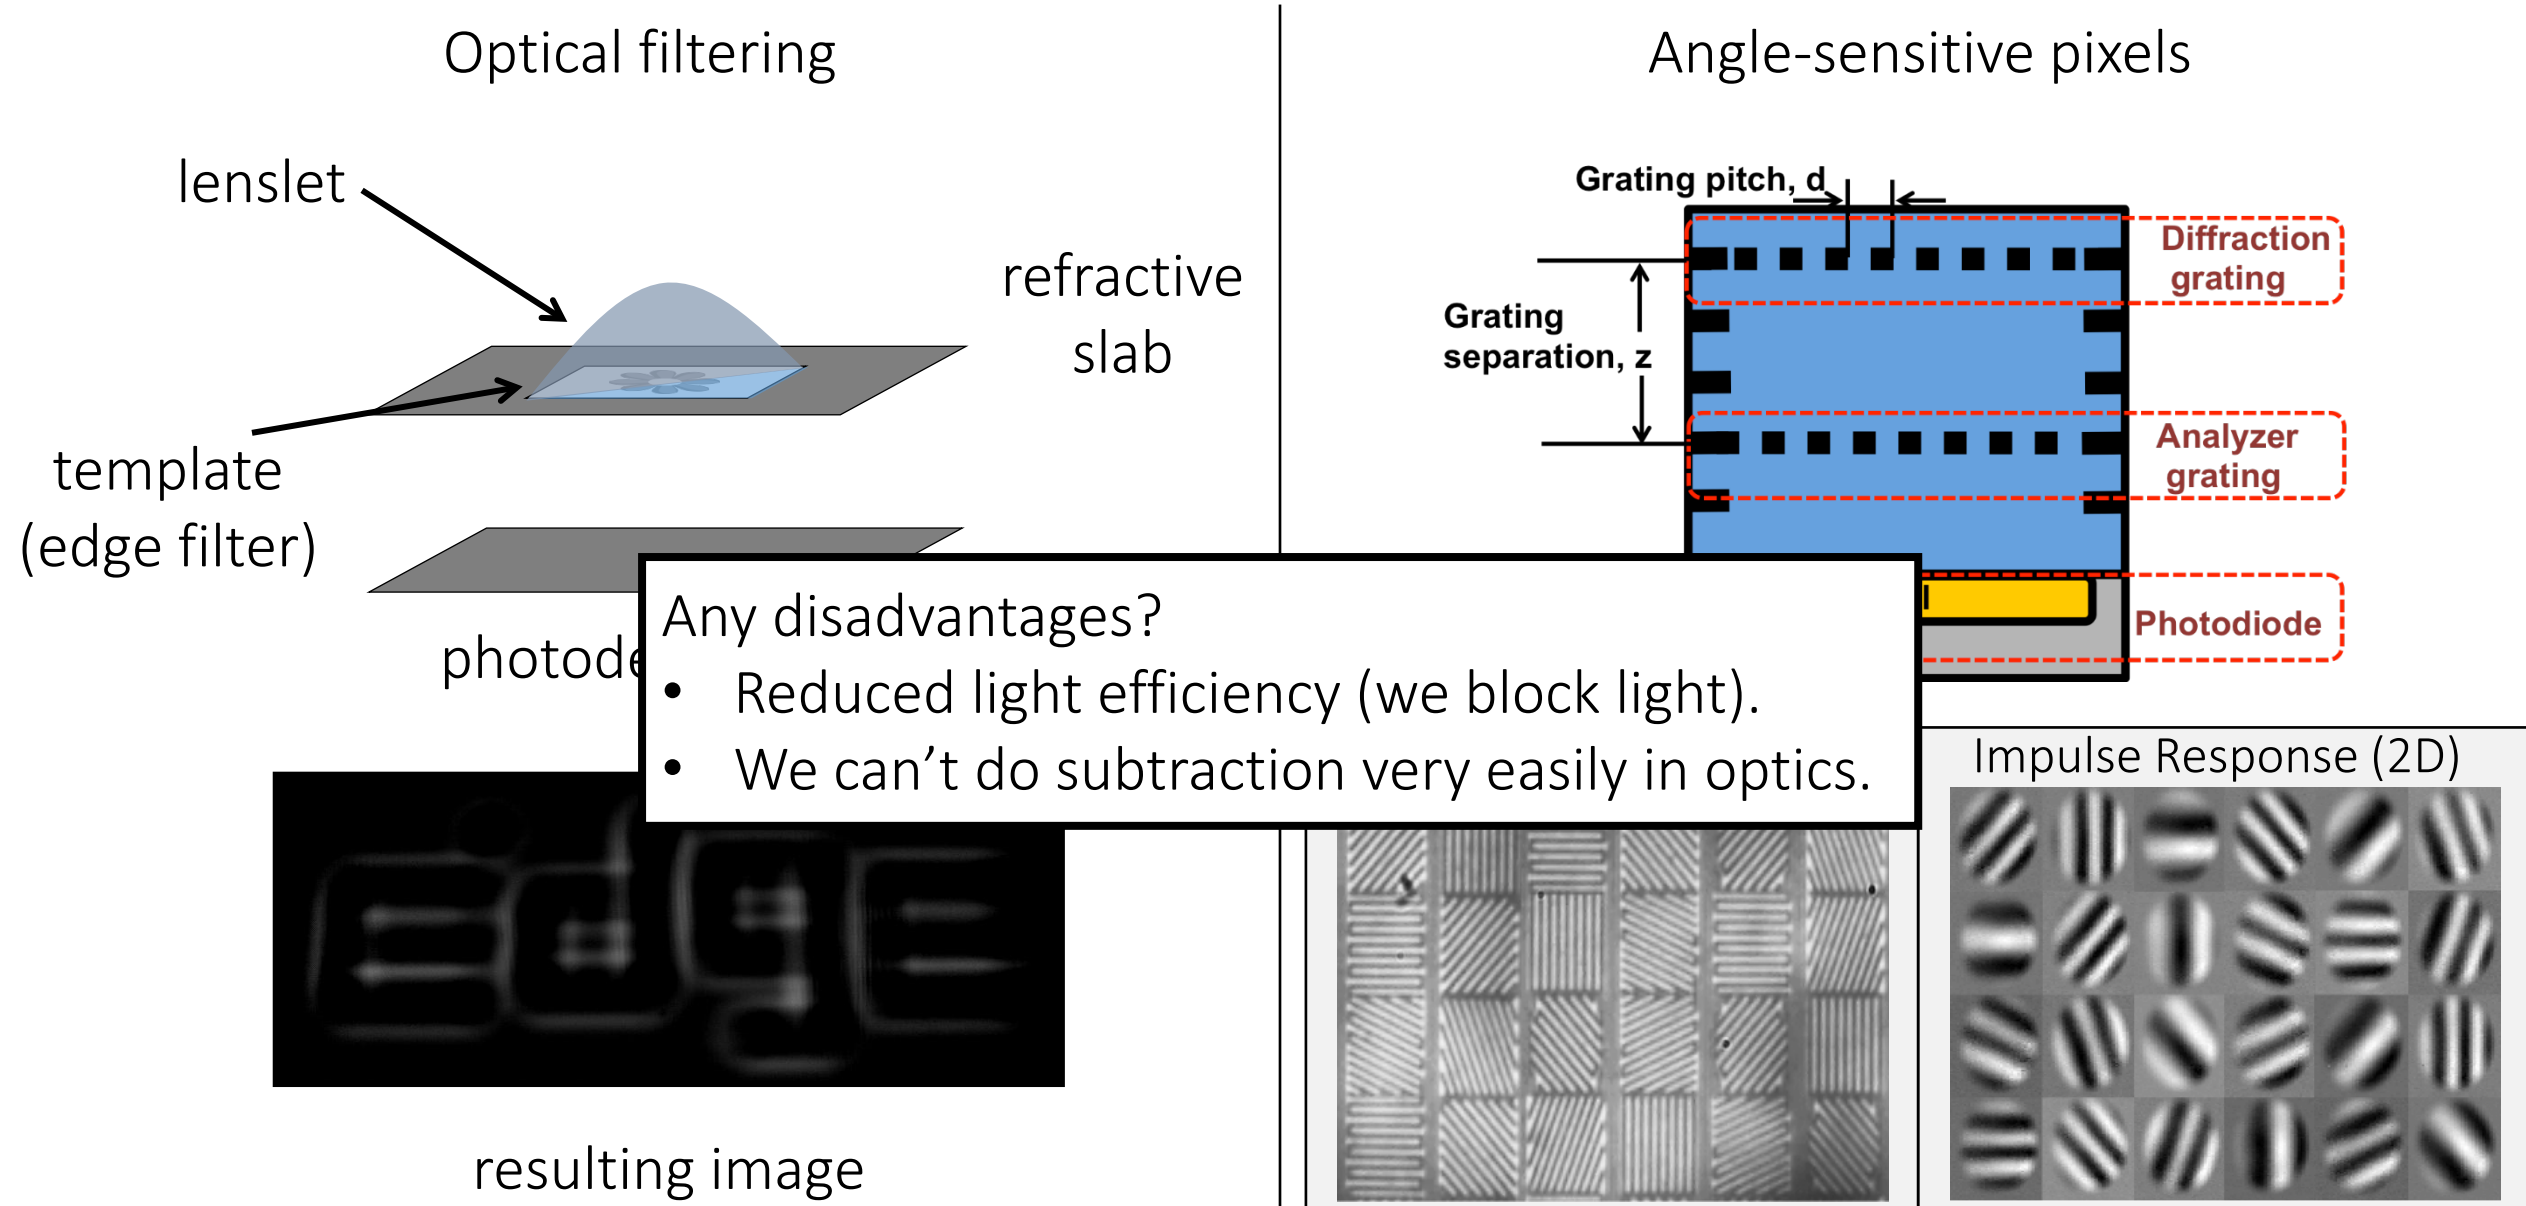 Optical filtering
lenslet
refractive
slab
template
(edge filter)
resulting image
Angle-sensitive pixels
Grating pitch, d
Diffraction
grating
Grating
separation, z
Analyzer
grating
Photodiode
Any disadvantages?
• Reduced light efficiency (we block light).
• We can’t do subtraction very easily in optics.
Impulse Response (2D)